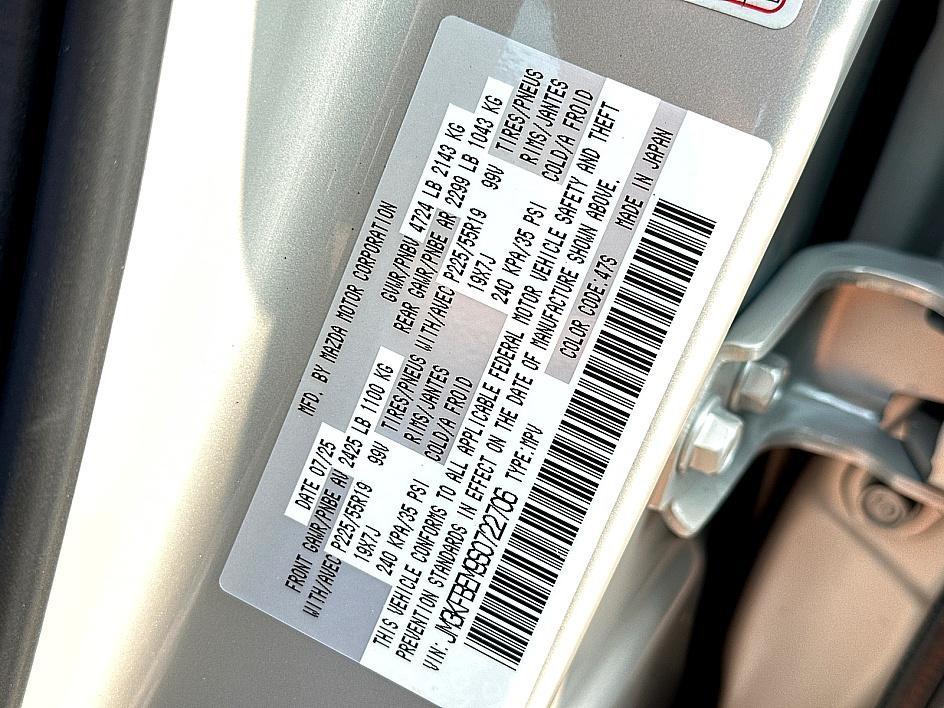 MFD. BY MAZDA MOTOR CORPORATION
DATE 07/25 GVWR/PNBV 4724 LB 2143 KG
FRONT GAWR/PNBE AV 2425 LB 1100 KG REAR GAWR/PNBE AR 2299 LB 1043 KG
WITH/AVEC P225/55R19 99V TIRES/PNEUS WITH/AVEC P225/55R19 99V TIRES/PNEUS
19X7J RIMS/JANTES 19X7J RIMS/JANTES
240 KPA/35 PSI COLD/A FROID 240 KPA/35 PSI COLD/A FROID
THIS VEHICLE CONFORMS TO ALL APPLICABLE FEDERAL MOTOR VEHICLE SAFETY AND THEFT
PREVENTION STANDARDS IN EFFECT ON THE DATE OF MANUFACTURE SHOWN ABOVE.
VIN: JM3KFBEY9S0722706 TYPE:MPV COLOR CODE:47S MADE IN JAPAN